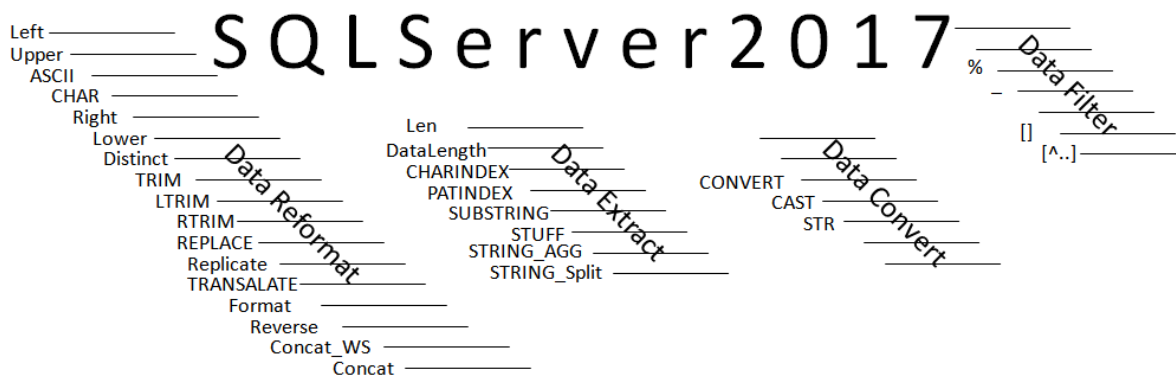 SQLServer2017
Left
Upper
ASCII
CHAR
Right
Lower
Distinct
TRIM
LTRIM
RTRIM
REPLACE
Replicate
TRANSALATE
Format
Reverse
Concat_WS
Concat
Data Reformat
Len
DataLength
CHARINDEX
PATINDEX
SUBSTRING
STUFF
STRING_AGG
STRING_Split
Data Extract
CONVERT
CAST
STR
Data Convert
%
_
[]
[^..]
Data Filter